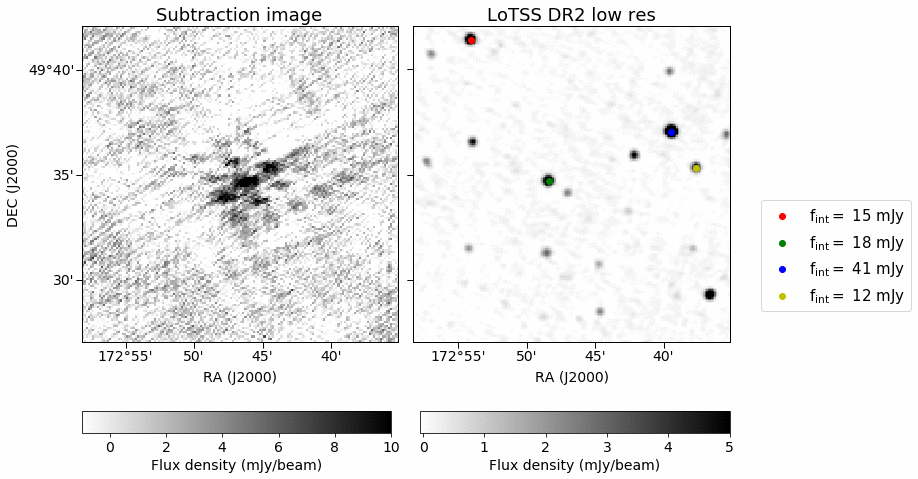 Subtraction image
LoTSS DR2 low res
49°40'
35'
30'
DEC (J2000)
172°55'
50'
45'
40'
RA (J2000)
172°55'
50'
45'
40'
RA (J2000)
f_int = 15 mJy
f_int = 18 mJy
f_int = 41 mJy
f_int = 12 mJy
0 2 4 6 8 10
Flux density (mJy/beam)
0 1 2 3 4 5
Flux density (mJy/beam)